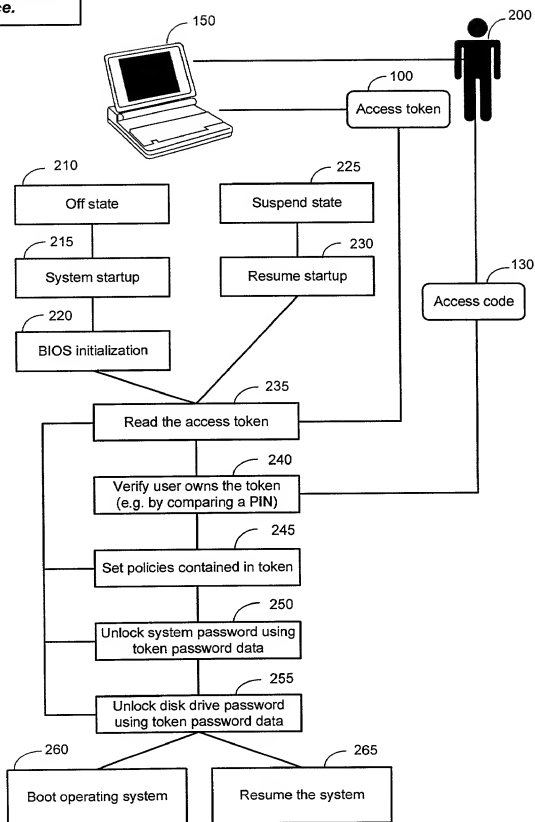 ce.
150
200
100
Access token
210
225
Off state
Suspend state
215
230
System startup
Resume startup
130
Access code
220
BIOS initialization
235
Read the access token
240
Verify user owns the token
(e.g. by comparing a PIN)
245
Set policies contained in token
250
Unlock system password using
token password data
255
Unlock disk drive password
using token password data
260
265
Boot operating system
Resume the system